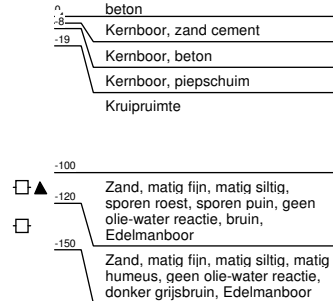 beton
-8
Kernboor, zand cement
-19
Kernboor, beton
Kernboor, piepschuim
Kruipruimte
-100
Zand, matig fijn, matig siltig,
-120
sporen roest, sporen puin, geen
olie-water reactie, bruin,
Edelmanboor
-150
Zand, matig fijn, matig siltig, matig
humeus, geen olie-water reactie,
donker grijsbruin, Edelmanboor